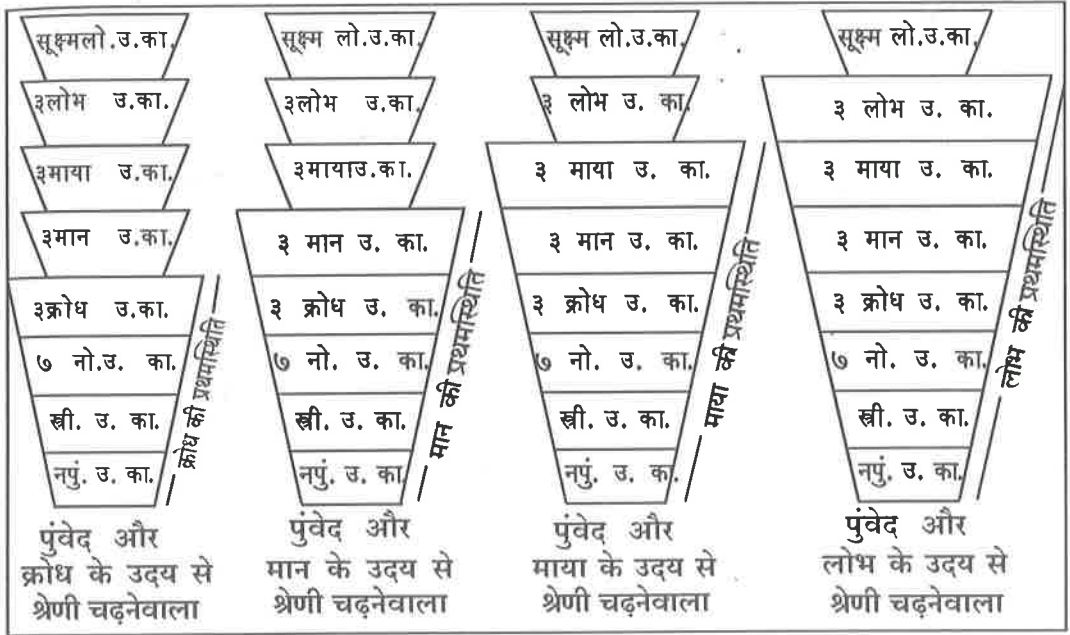 सूक्ष्मलो.उ.का.
३लोभ उ.का.
३माया उ.का.
३मान उ.का.
३क्रोध उ.का.
७ नो.उ. का.
स्त्री. उ. का.
नपुं. उ. का.
क्रोध की प्रथमस्थिति
पुंवेद और
क्रोध के उदय से
श्रेणी चढ़नेवाला
सूक्ष्म लो.उ.का.
३लोभ उ.का.
३मायाउ.का.
३ मान उ. का.
३ क्रोध उ. का.
७ नो. उ. का.
स्त्री. उ. का.
नपुं. उ. का.
मान की प्रथमस्थिति
पुंवेद और
मान के उदय से
श्रेणी चढ़नेवाला
सूक्ष्म लो.उ.का.
३ लोभ उ. का.
३ माया उ. का.
३ मान उ. का.
३ क्रोध उ. का.
७ नो. उ. का.
स्त्री. उ. का.
नपुं. उ. का.
माया की प्रथमस्थिति
पुंवेद और
माया के उदय से
श्रेणी चढ़नेवाला
सूक्ष्म लो.उ.का.
३ लोभ उ. का.
३ माया उ. का.
३ मान उ. का.
३ क्रोध उ. का.
७ नो. उ. का.
स्त्री. उ. का.
नपुं. उ. का.
लोभ की प्रथमस्थिति
पुंवेद और
लोभ के उदय से
श्रेणी चढ़नेवाला